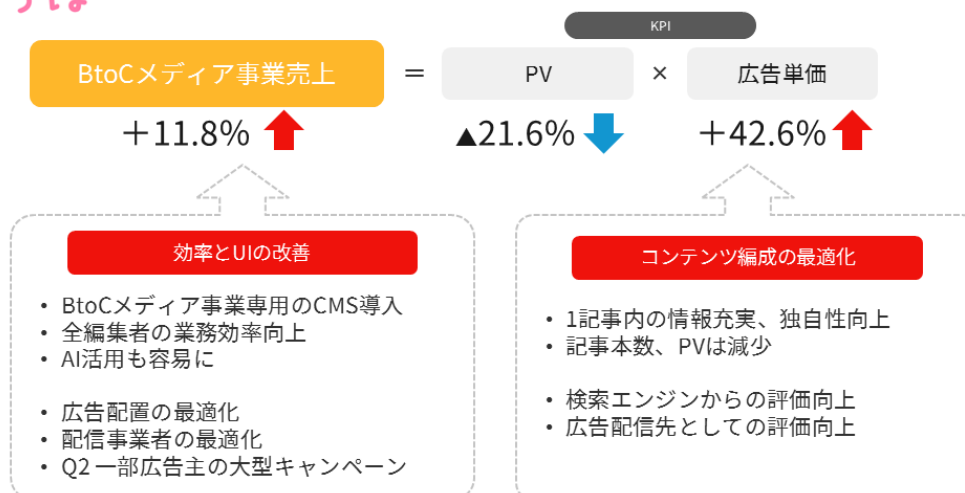 KPI
BtoCメディア事業売上 = PV × 広告単価
+11.8% ▲21.6% +42.6%
効率とUIの改善
• BtoCメディア事業専用のCMS導入
• 全編集者の業務効率向上
• AI活用も容易に
• 広告配置の最適化
• 配信事業者の最適化
• Q2 一部広告主の大型キャンペーン
コンテンツ編成の最適化
• 1記事内の情報充実、独自性向上
• 記事本数、PVは減少
• 検索エンジンからの評価向上
• 広告配信先としての評価向上